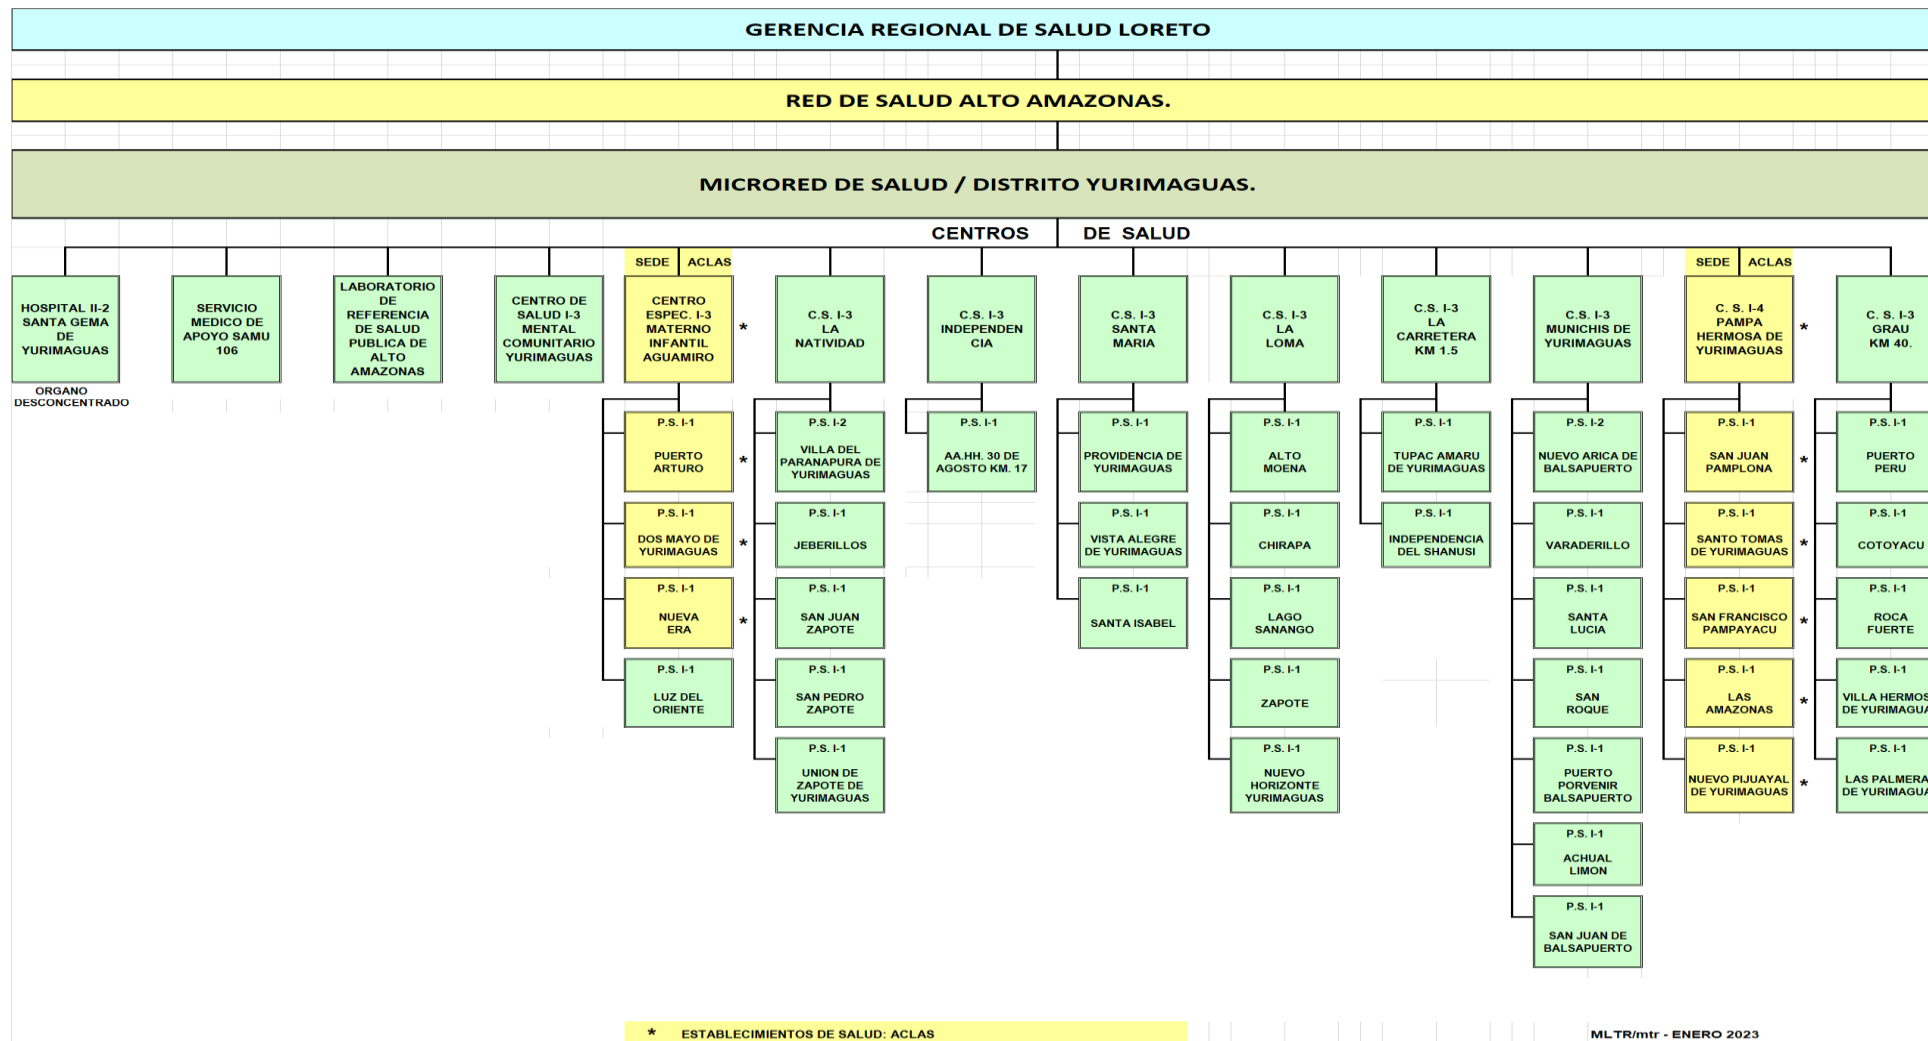 GERENCIA REGIONAL DE SALUD LORETO
RED DE SALUD ALTO AMAZONAS.
MICRORED DE SALUD / DISTRITO YURIMAGUAS.
CENTROS DE SALUD
HOSPITAL II-2
SANTA GEMA
DE
YURIMAGUAS
ORGANO
DESCONCENTRADO
SERVICIO
MEDICO DE
APOYO SAMU
106
LABORATORIO
DE
REFERENCIA
DE SALUD
PUBLICA DE
ALTO
AMAZONAS
CENTRO DE
SALUD I-3
MENTAL
COMUNITARIO
YURIMAGUAS
SEDE ACLAS
CENTRO
ESPEC. I-3
MATERNO
INFANTIL
AGUAMIRO
*
P.S. I-1
PUERTO
ARTURO
*
P.S. I-1
DOS MAYO DE
YURIMAGUAS
*
P.S. I-1
NUEVA
ERA
*
P.S. I-1
LUZ DEL
ORIENTE
C.S. I-3
LA
NATIVIDAD
P.S. I-2
VILLA DEL
PARANAPURA DE
YURIMAGUAS
P.S. I-1
JEBERILLOS
P.S. I-1
SAN JUAN
ZAPOTE
P.S. I-1
SAN PEDRO
ZAPOTE
P.S. I-1
UNION DE
ZAPOTE DE
YURIMAGUAS
C.S. I-3
INDEPENDEN
CIA
P.S. I-1
AA.HH. 30 DE
AGOSTO KM. 17
C.S. I-3
SANTA
MARIA
P.S. I-1
PROVIDENCIA DE
YURIMAGUAS
P.S. I-1
VISTA ALEGRE
DE YURIMAGUAS
P.S. I-1
SANTA ISABEL
C.S. I-3
LA
LOMA
P.S. I-1
ALTO
MOENA
P.S. I-1
CHIRAPA
P.S. I-1
LAGO
SANANGO
P.S. I-1
ZAPOTE
P.S. I-1
NUEVO
HORIZONTE
YURIMAGUAS
C.S. I-3
LA
CARRETERA
KM 1.5
P.S. I-1
TUPAC AMARU
DE YURIMAGUAS
P.S. I-1
INDEPENDENCIA
DEL SHANUSI
C.S. I-3
MUNICHIS DE
YURIMAGUAS
P.S. I-2
NUEVO ARICA DE
BALSAPUERTO
P.S. I-1
VARADERILLO
P.S. I-1
SANTA
LUCIA
P.S. I-1
SAN
ROQUE
P.S. I-1
PUERTO
PORVENIR
BALSAPUERTO
P.S. I-1
ACHUAL
LIMON
P.S. I-1
SAN JUAN DE
BALSAPUERTO
SEDE ACLAS
C. S. I-4
PAMPA
HERMOSA DE
YURIMAGUAS
*
P.S. I-1
SAN JUAN
PAMPLONA
*
P.S. I-1
SANTO TOMAS
DE YURIMAGUAS
*
P.S. I-1
SAN FRANCISCO
PAMPAYACU
*
P.S. I-1
LAS
AMAZONAS
*
P.S. I-1
NUEVO PIJUAYAL
DE YURIMAGUAS
*
C. S. I-3
GRAU
KM 40.
P.S. I-1
PUERTO
PERU
P.S. I-1
COTOYACU
P.S. I-1
ROCA
FUERTE
P.S. I-1
VILLA HERMOS
DE YURIMAGUA
P.S. I-1
LAS PALMERA
DE YURIMAGUA
* ESTABLECIMIENTOS DE SALUD: ACLAS
MLTR/mtr - ENERO 2023